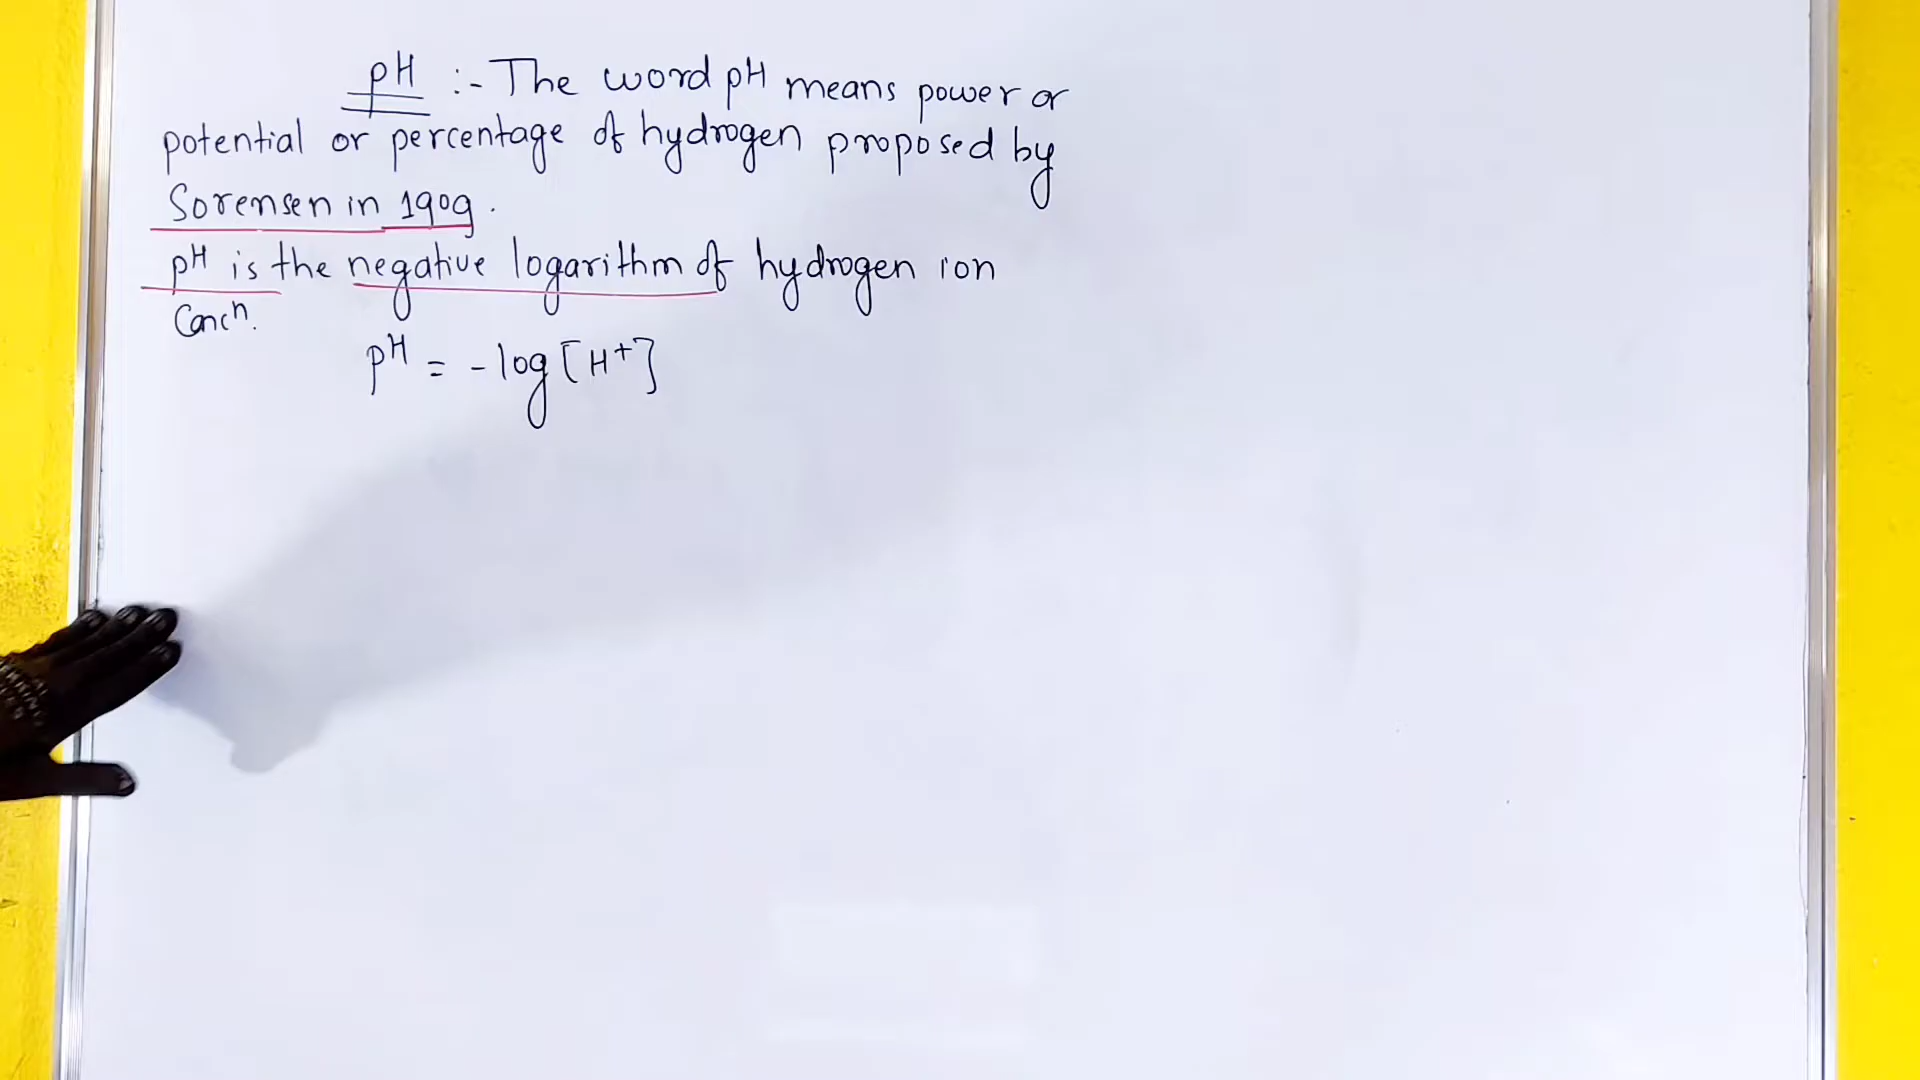 pH :- The word pH means power or
potential or percentage of hydrogen proposed by
Sorensen in 1909.
pH is the negative logarithm of hydrogen ion
Concn.
pH = -log [H+]